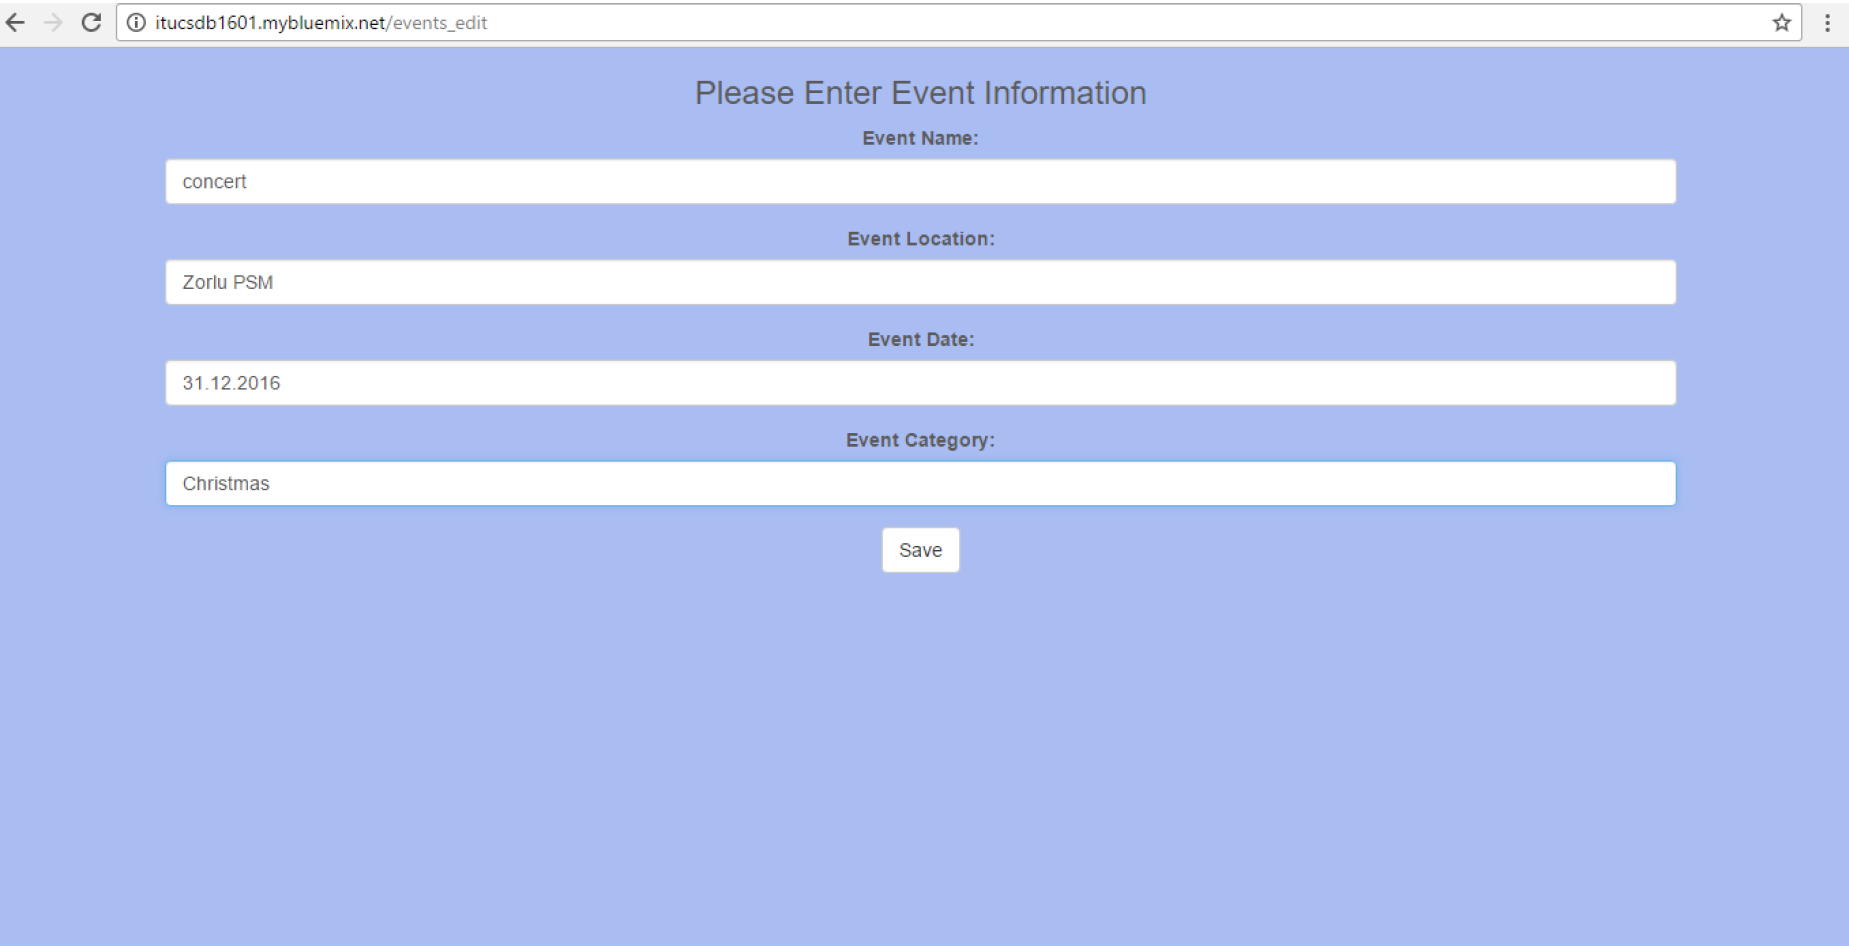 itucsdb1601.mybluemix.net/events_edit
Please Enter Event Information
Event Name:
concert
Event Location:
Zorlu PSM
Event Date:
31.12.2016
Event Category:
Christmas
Save